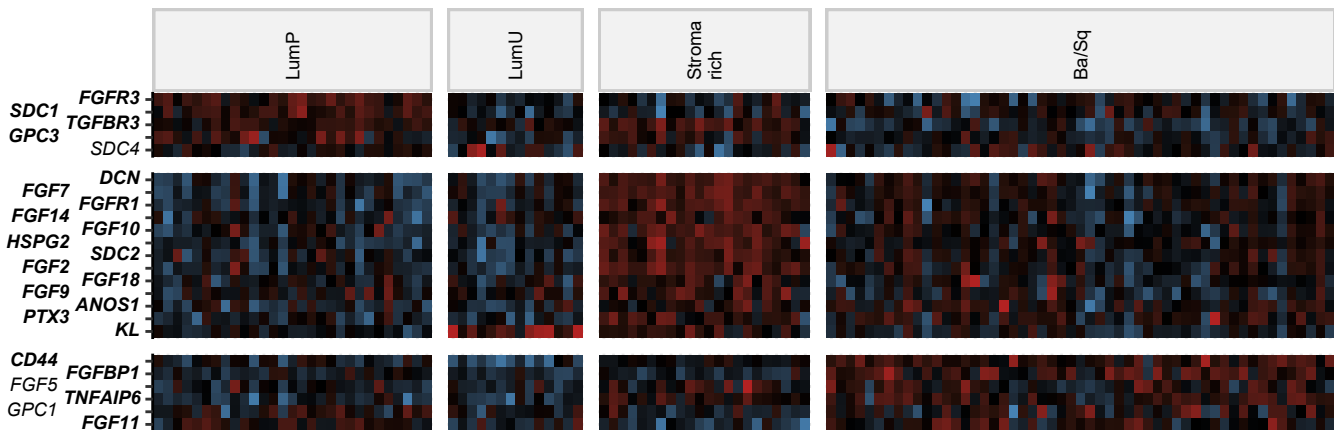 LumP
LumU
Stroma
rich
Ba/Sq
FGFR3
SDC1
TGFBR3
GPC3
SDC4
DCN
FGF7
FGFR1
FGF14
FGF10
HSPG2
SDC2
FGF2
FGF18
FGF9
ANOS1
PTX3
KL
CD44
FGFBP1
FGF5
TNFAIP6
GPC1
FGF11